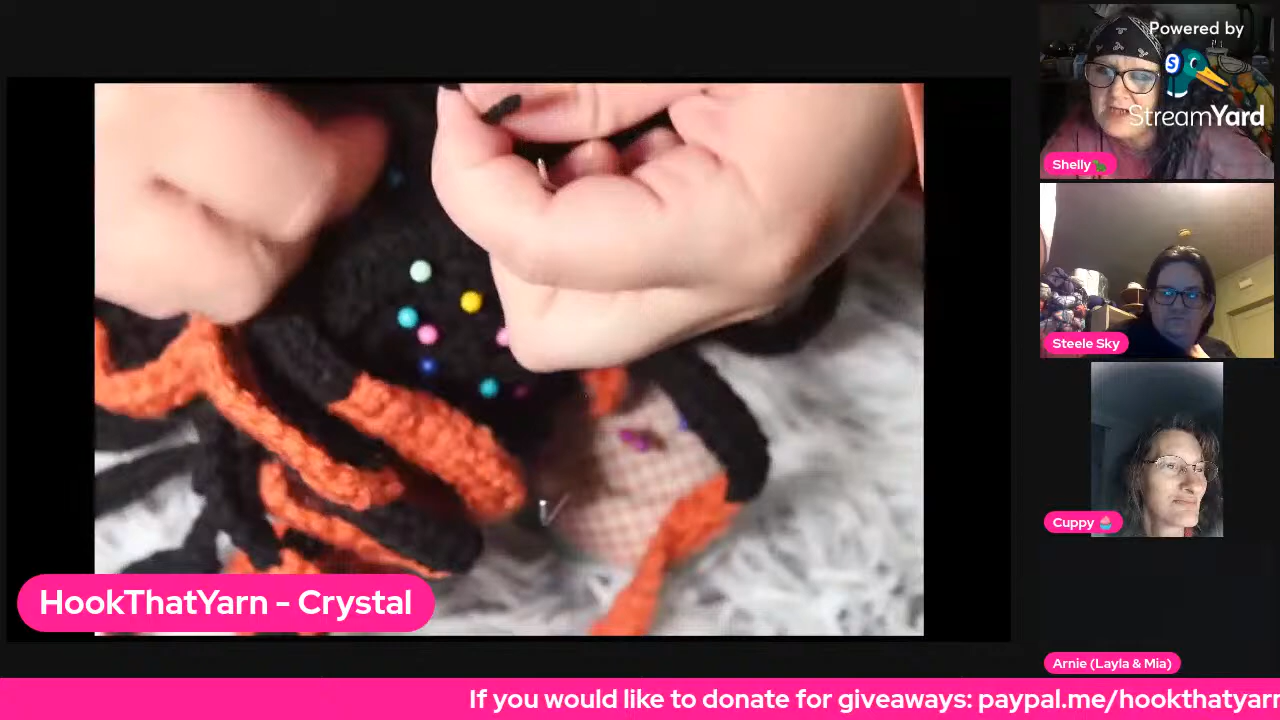 Powered by
S
StreamYard
Shelly
Steele Sky
Cuppy
HookThatYarn - Crystal
Arnie (Layla & Mia)
If you would like to donate for giveaways: paypal.me/hookthatyarn